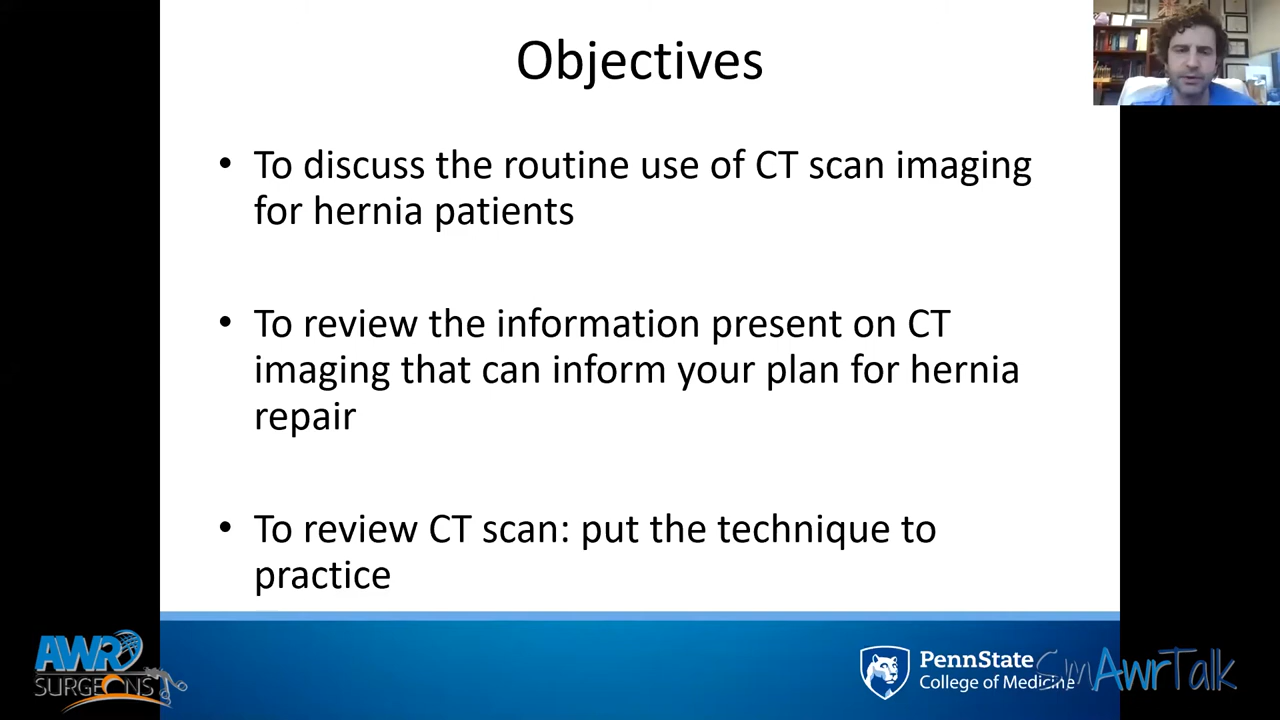 Objectives
• To discuss the routine use of CT scan imaging
for hernia patients
• To review the information present on CT
imaging that can inform your plan for hernia
repair
• To review CT scan: put the technique to
practice
AWR
SURGEONS
PennState
College of Medicine
SmAwrTalk